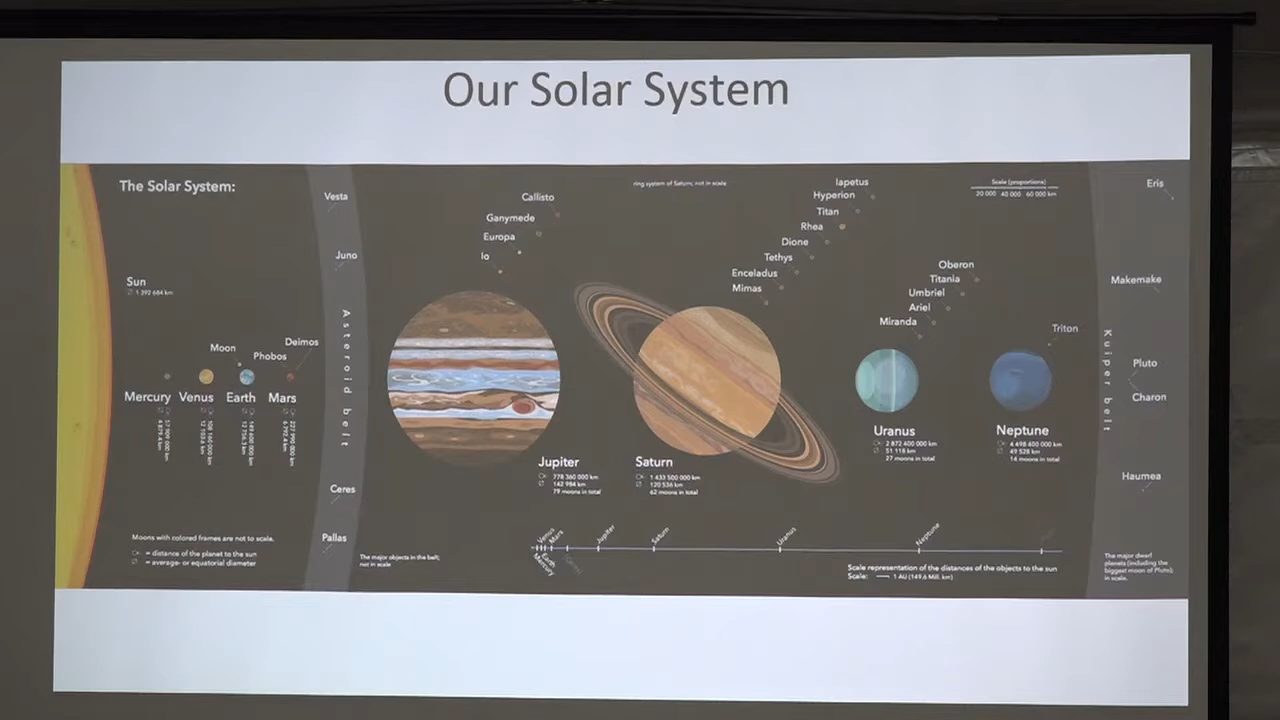 Our Solar System
The Solar System:
Sun
1 392 684 km
Moon
Phobos
Deimos
Mercury
Venus
Earth
Mars
Moons with colored frames are not to scale.
= distance of the planet to the sun
= average- or equatorial diameter
Vesta
Juno
Asteroid belt
Ceres
Pallas
The major objects in the belt;
not in scale
Callisto
Ganymede
Europa
Io
Jupiter
778 360 000 km
142 984 km
79 moons in total
ring system of Saturn; not in scale
Iapetus
Hyperion
Titan
Rhea
Dione
Tethys
Enceladus
Mimas
Saturn
1 433 500 000 km
120 536 km
62 moons in total
Scale (proportions)
20 000 40 000 60 000 km
Oberon
Titania
Umbriel
Ariel
Miranda
Uranus
2 872 400 000 km
51 118 km
27 moons in total
Triton
Neptune
4 498 400 000 km
49 528 km
14 moons in total
Mercury
Venus
Earth
Mars
Jupiter
Saturn
Uranus
Neptune
Scale representation of the distances of the objects to the sun
Scale: 1 AU (149.6 Mill. km)
Eris
Makemake
Kuiper belt
Pluto
Charon
Haumea
The major dwarf
planets (including the
biggest moon of Pluto);
in scale.